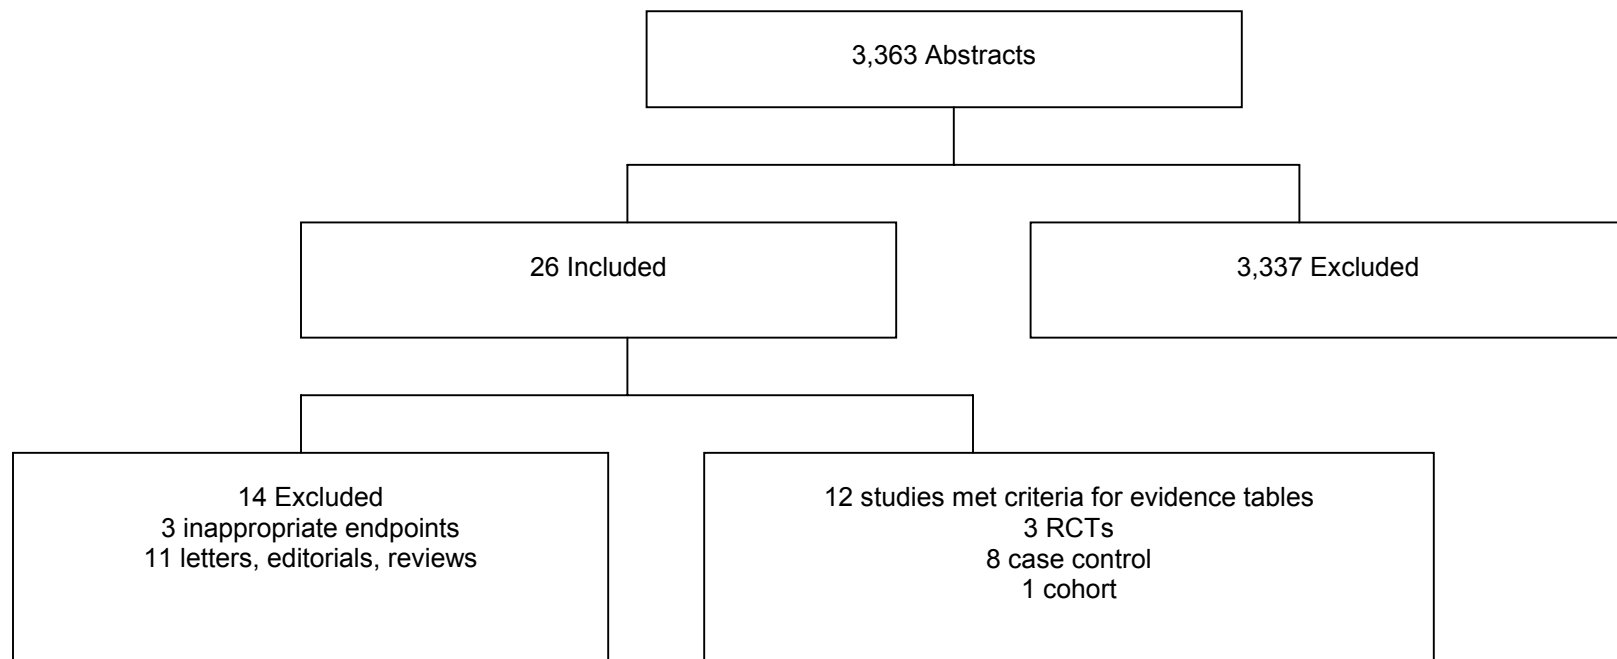 3,363 Abstracts
26 Included
3,337 Excluded
14 Excluded
3 inappropriate endpoints
11 letters, editorials, reviews
12 studies met criteria for evidence tables
3 RCTs
8 case control
1 cohort